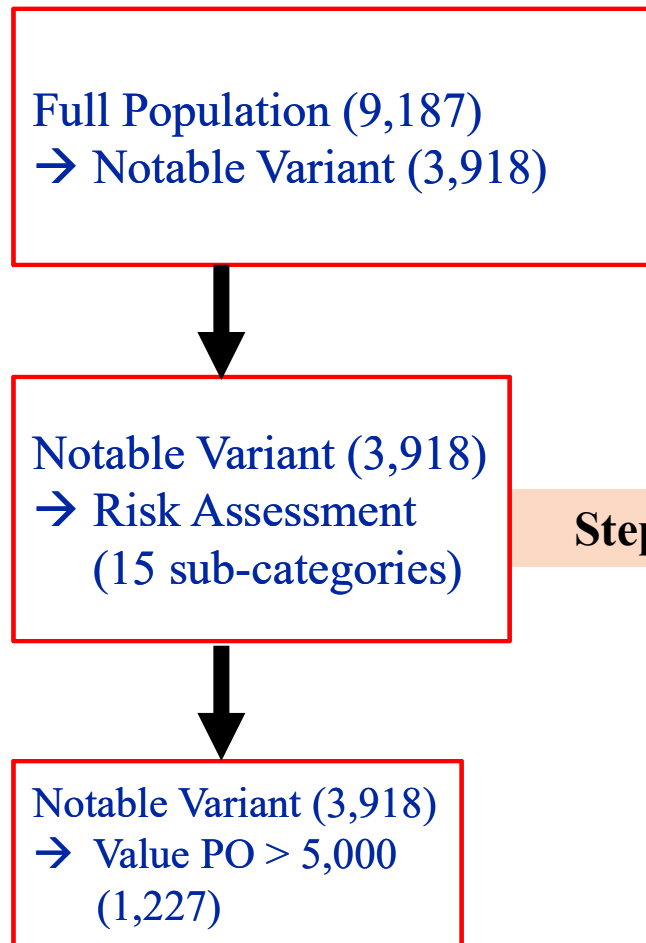 Full Population (9,187)
→ Notable Variant (3,918)
Notable Variant (3,918)
→ Risk Assessment
(15 sub-categories)
Step
Notable Variant (3,918)
→ Value PO > 5,000
(1,227)